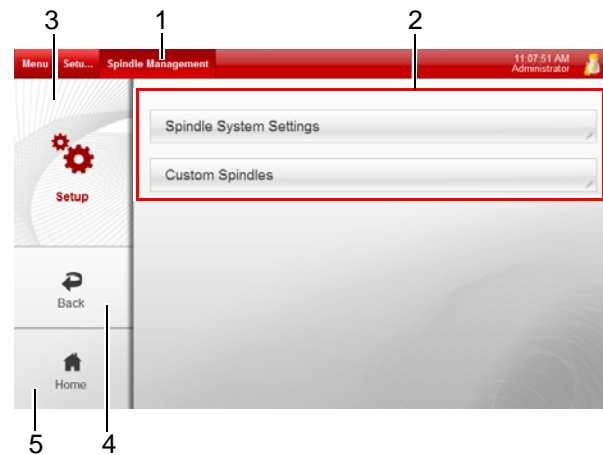 3 1 2
Menu Setu... Spindle Management 11:07:51 AM
Administrator
Spindle System Settings
Custom Spindles
Setup
Back
Home
5 4